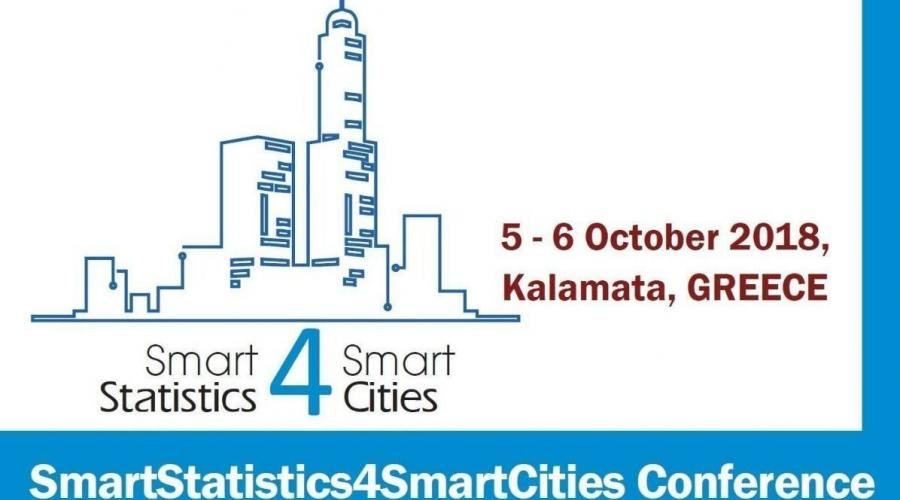 5 - 6 October 2018,
Kalamata, GREECE
Smart 4 Smart
Statistics Cities
SmartStatistics4SmartCities Conference